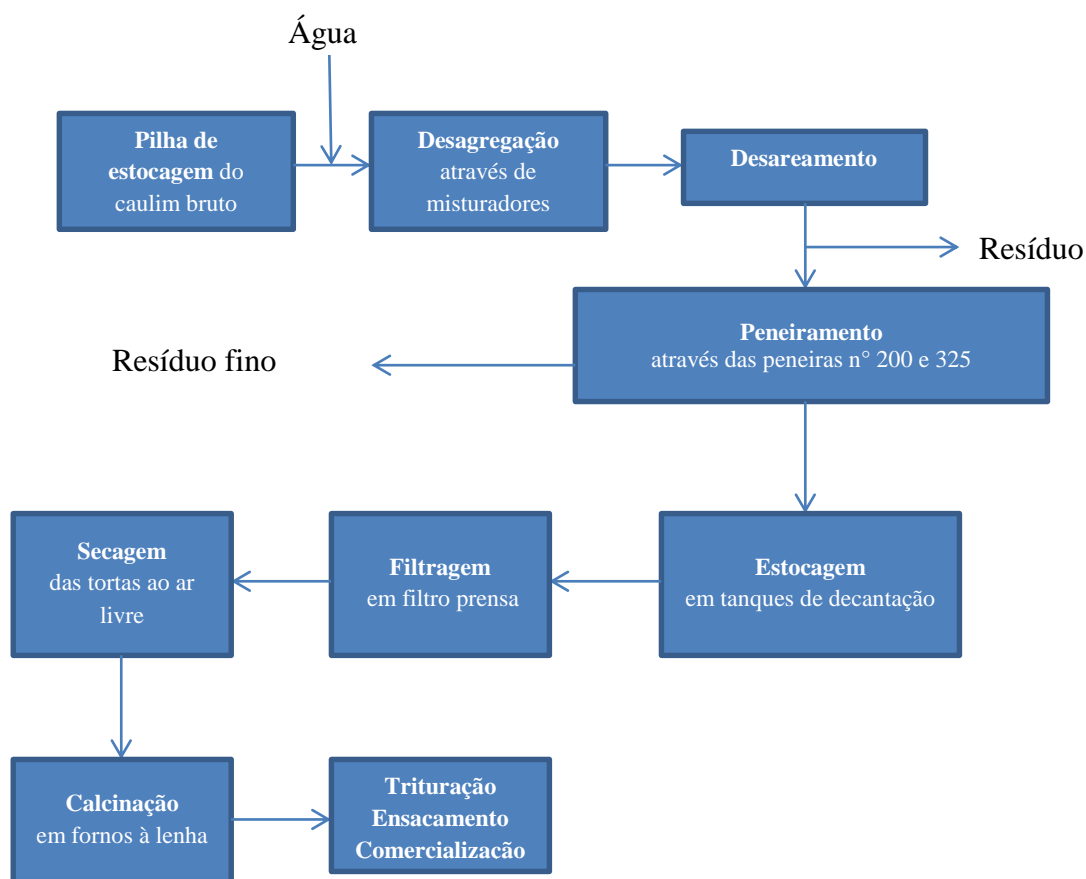 Água
Pilha de
estocagem do
caulim bruto
Desagregação
através de
misturadores
Desareamento
Resíduo
Peneiramento
através das peneiras n° 200 e 325
Resíduo fino
Estocagem
em tanques de decantação
Filtragem
em filtro prensa
Secagem
das tortas ao ar
livre
Calcinação
em fornos à lenha
Trituração
Ensacamento
Comercialização